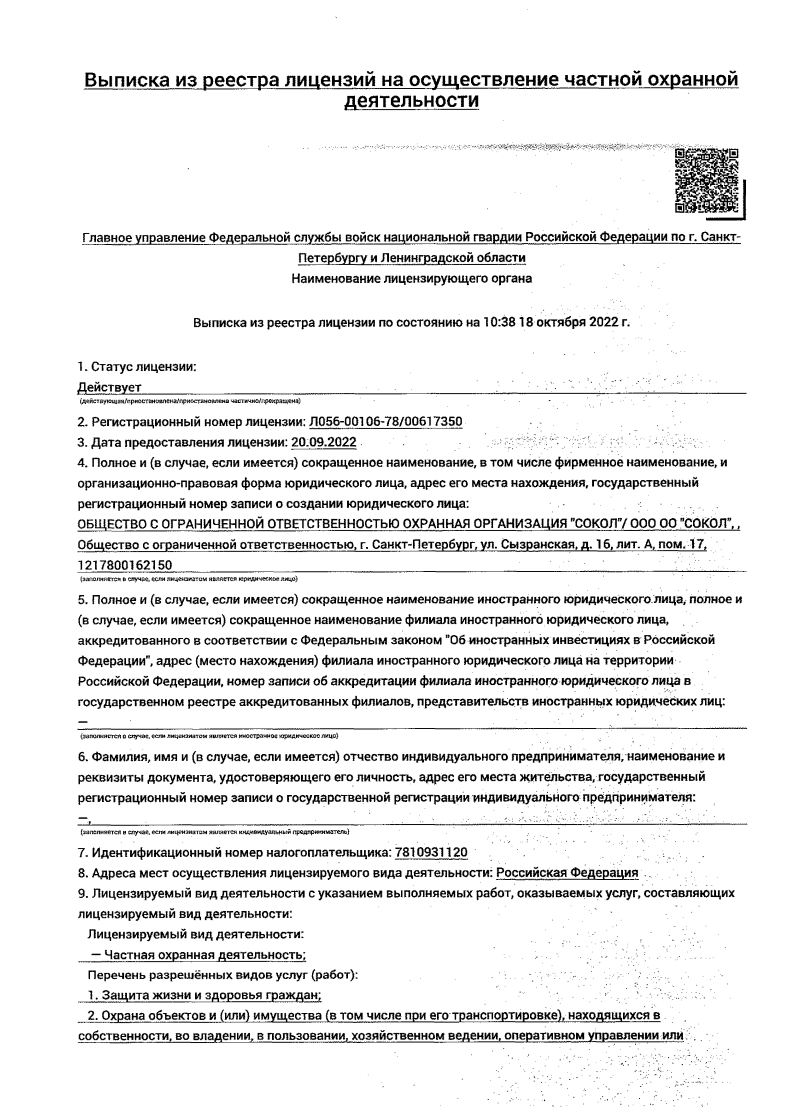 Выписка из реестра лицензий на осуществление частной охранной
деятельности
Главное управление Федеральной службы войск национальной гвардии Российской Федерации по г. Санкт-
Петербургу и Ленинградской области
Наименование лицензирующего органа
Выписка из реестра лицензии по состоянию на 10:38 18 октября 2022 г.
1. Статус лицензии:
Действует
(действующая/приостановлена/приостановлена частично/прекращена)
2. Регистрационный номер лицензии: Л056-00106-78/00617350
3. Дата предоставления лицензии: 20.09.2022
4. Полное и (в случае, если имеется) сокращенное наименование, в том числе фирменное наименование, и
организационно-правовая форма юридического лица, адрес его места нахождения, государственный
регистрационный номер записи о создании юридического лица:
ОБЩЕСТВО С ОГРАНИЧЕННОЙ ОТВЕТСТВЕННОСТЬЮ ОХРАННАЯ ОРГАНИЗАЦИЯ "СОКОЛ"/ ООО ОО "СОКОЛ", ,
Общество с ограниченной ответственностью, г. Санкт-Петербург, ул. Сызранская, д. 16, лит. А, пом. 17,
1217800162150
(заполняется в случае, если лицензиатом является юридическое лицо)
5. Полное и (в случае, если имеется) сокращенное наименование иностранного юридического лица, полное и
(в случае, если имеется) сокращенное наименование филиала иностранного юридического лица,
аккредитованного в соответствии с Федеральным законом "Об иностранных инвестициях в Российской
Федерации", адрес (место нахождения) филиала иностранного юридического лица на территории
Российской Федерации, номер записи об аккредитации филиала иностранного юридического лица в
государственном реестре аккредитованных филиалов, представительств иностранных юридических лиц:
—
(заполняется в случае, если лицензиатом является иностранное юридическое лицо)
6. Фамилия, имя и (в случае, если имеется) отчество индивидуального предпринимателя, наименование и
реквизиты документа, удостоверяющего его личность, адрес его места жительства, государственный
регистрационный номер записи о государственной регистрации индивидуального предпринимателя:
—,
(заполняется в случае, если лицензиатом является индивидуальный предприниматель)
7. Идентификационный номер налогоплательщика: 7810931120
8. Адреса мест осуществления лицензируемого вида деятельности: Российская Федерация
9. Лицензируемый вид деятельности с указанием выполняемых работ, оказываемых услуг, составляющих
лицензируемый вид деятельности:
Лицензируемый вид деятельности:
— Частная охранная деятельность;
Перечень разрешённых видов услуг (работ):
1. Защита жизни и здоровья граждан;
2. Охрана объектов и (или) имущества (в том числе при его транспортировке), находящихся в
собственности, во владении, в пользовании, хозяйственном ведении, оперативном управлении или